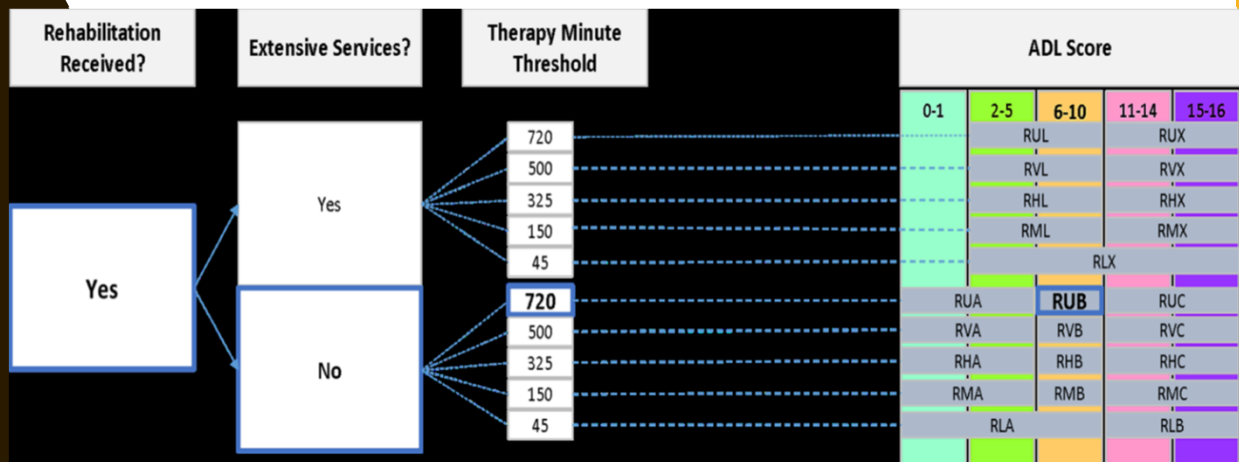 Rehabilitation
Received?
Extensive Services?
Therapy Minute
Threshold
ADL Score
0-1 2-5 6-10 11-14 15-16
Yes
Yes
720 RUL RUX
500 RVL RVX
325 RHL RHX
150 RML RMX
45 RLX
No
720 RUA RUB RUC
500 RVA RVB RVC
325 RHA RHB RHC
150 RMA RMB RMC
45 RLA RLB